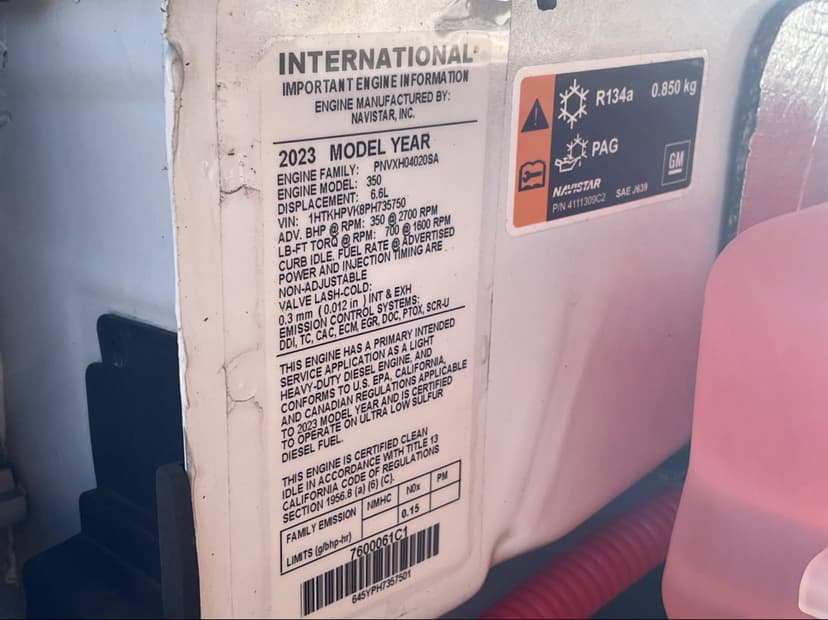 INTERNATIONAL®
IMPORTANT ENGINE INFORMATION
ENGINE MANUFACTURED BY:
NAVISTAR, INC.
2023 MODEL YEAR
ENGINE FAMILY: PNVXH04020SA
ENGINE MODEL: 350
DISPLACEMENT: 6.6L
VIN: 1HTKHPVK8PH735750
ADV. BHP @ RPM: 350 @ 2700 RPM
LB-FT TORQ @ RPM: 700 @ 1600 RPM
CURB IDLE, FUEL RATE @ ADVERTISED
POWER AND INJECTION TIMING ARE
NON-ADJUSTABLE
VALVE LASH-COLD:
0.3 mm (0.012 in) INT & EXH
EMISSION CONTROL SYSTEMS:
DDI, TC, CAC, ECM, EGR, DOC, PTOX, SCR-U
THIS ENGINE HAS A PRIMARY INTENDED
SERVICE APPLICATION AS A LIGHT
HEAVY-DUTY DIESEL ENGINE, AND
CONFORMS TO U.S. EPA, CALIFORNIA,
AND CANADIAN REGULATIONS APPLICABLE
TO 2023 MODEL YEAR AND IS CERTIFIED
TO OPERATE ON ULTRA LOW SULFUR
DIESEL FUEL.
THIS ENGINE IS CERTIFIED CLEAN
IDLE IN ACCORDANCE WITH TITLE 13
CALIFORNIA CODE OF REGULATIONS
SECTION 1956.8 (a) (6) (C).
FAMILY EMISSION NMHC N0x PM
LIMITS (g/bhp-hr) 0.15
7600061C1
645YPH7357501
R134a 0.850 kg
PAG
GM
NAVISTAR SAE J639
P/N 4111309C2